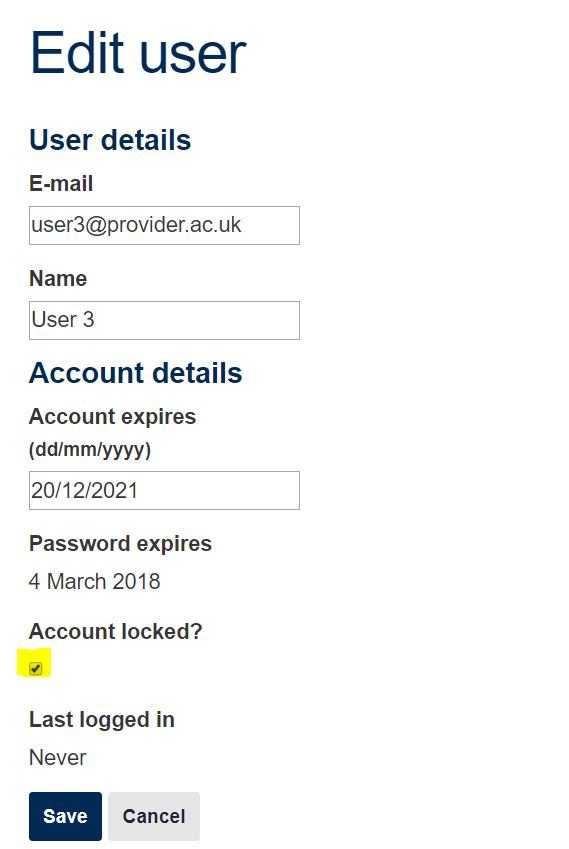 Edit user
User details
E-mail
user3@provider.ac.uk
Name
User 3
Account details
Account expires
(dd/mm/yyyy)
20/12/2021
Password expires
4 March 2018
Account locked?
Last logged in
Never
Save Cancel